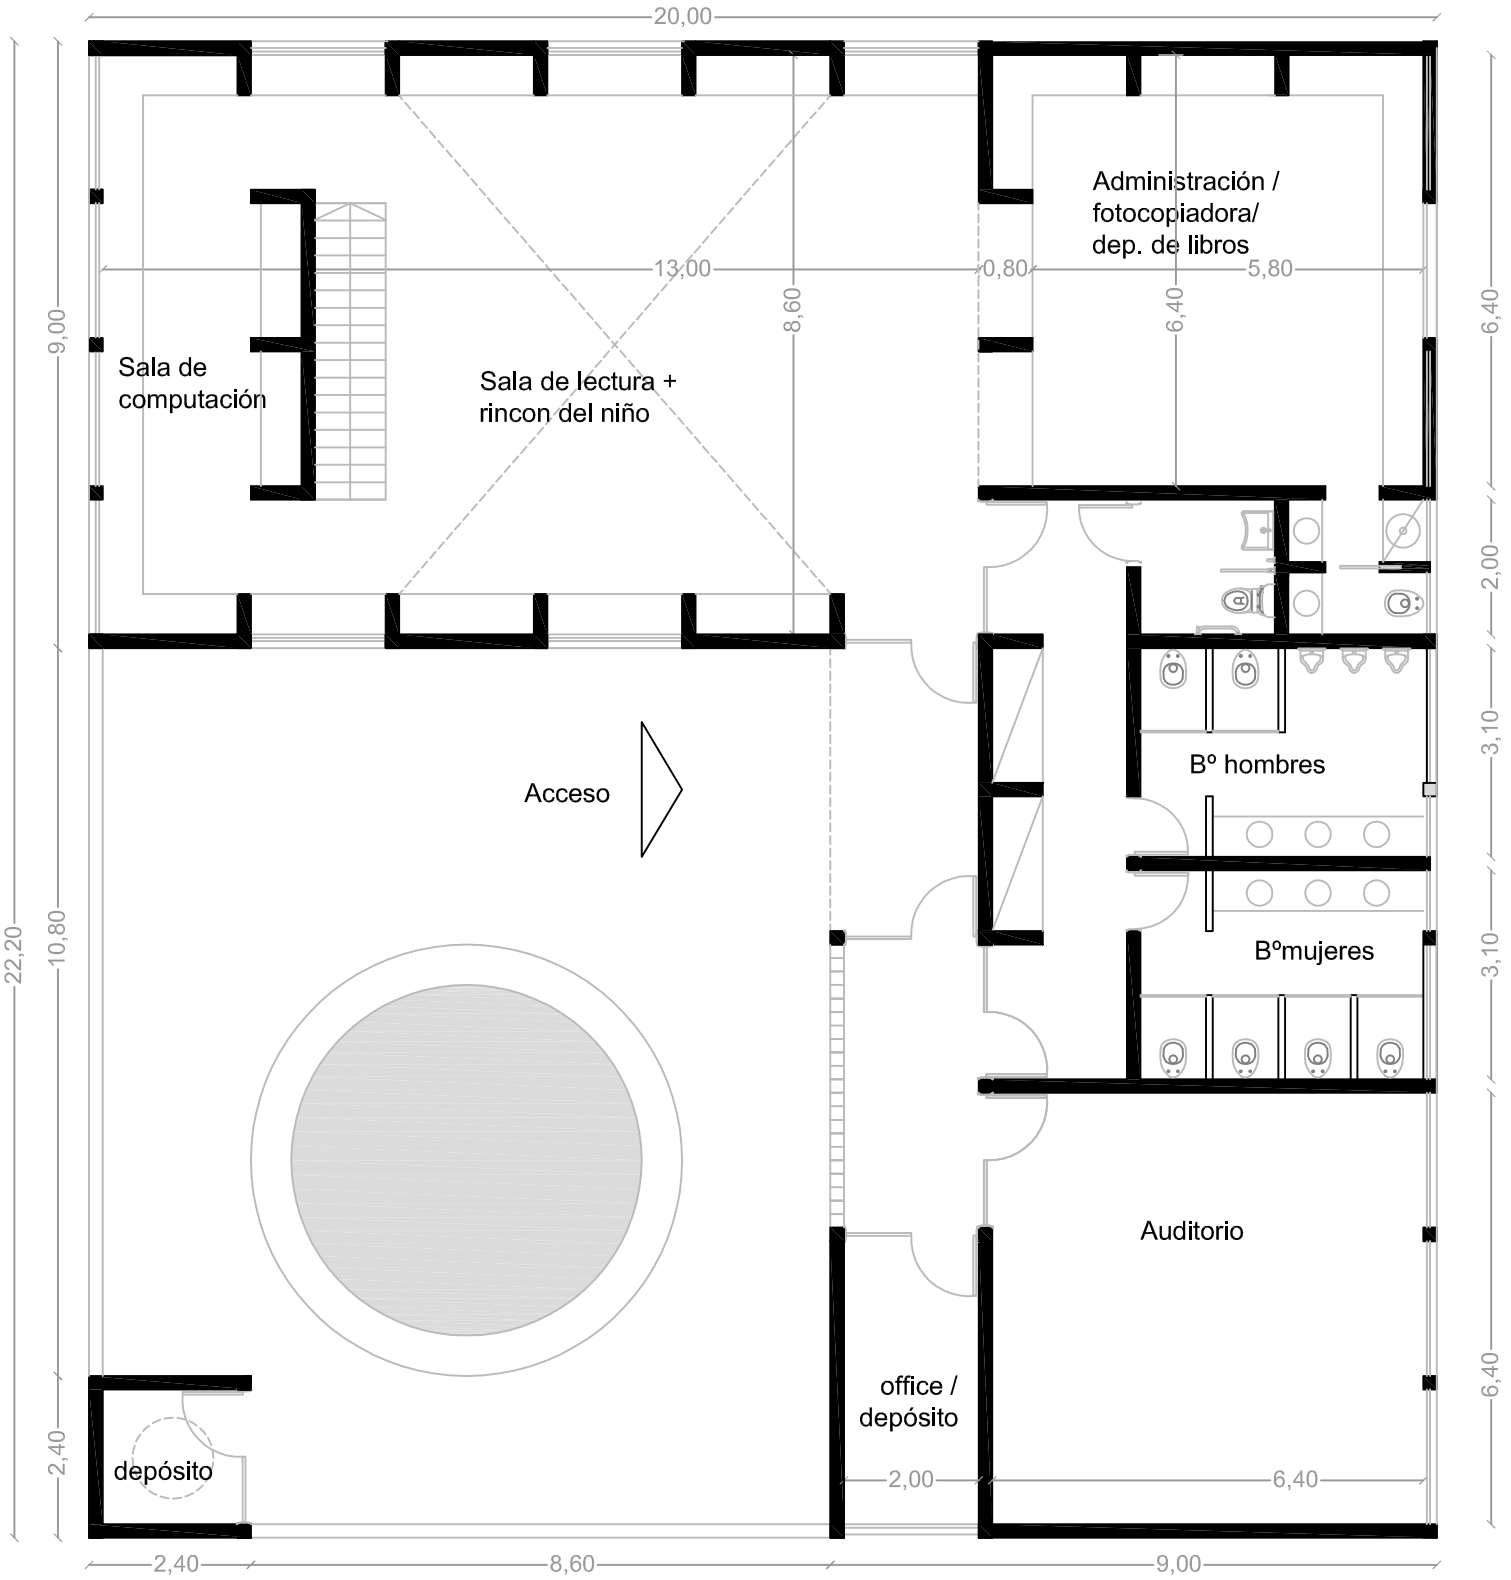 20,00
Administración /
fotocopiadora/
dep. de libros
13,00
0,80
5,80
8,60
6,40
6,40
9,00
Sala de
computación
Sala de lectura +
rincon del niño
2,00
3,10
Bº hombres
Acceso
22,20
10,80
Bºmujeres
3,10
Auditorio
6,40
office /
depósito
2,40
depósito
2,00
6,40
2,40
8,60
9,00